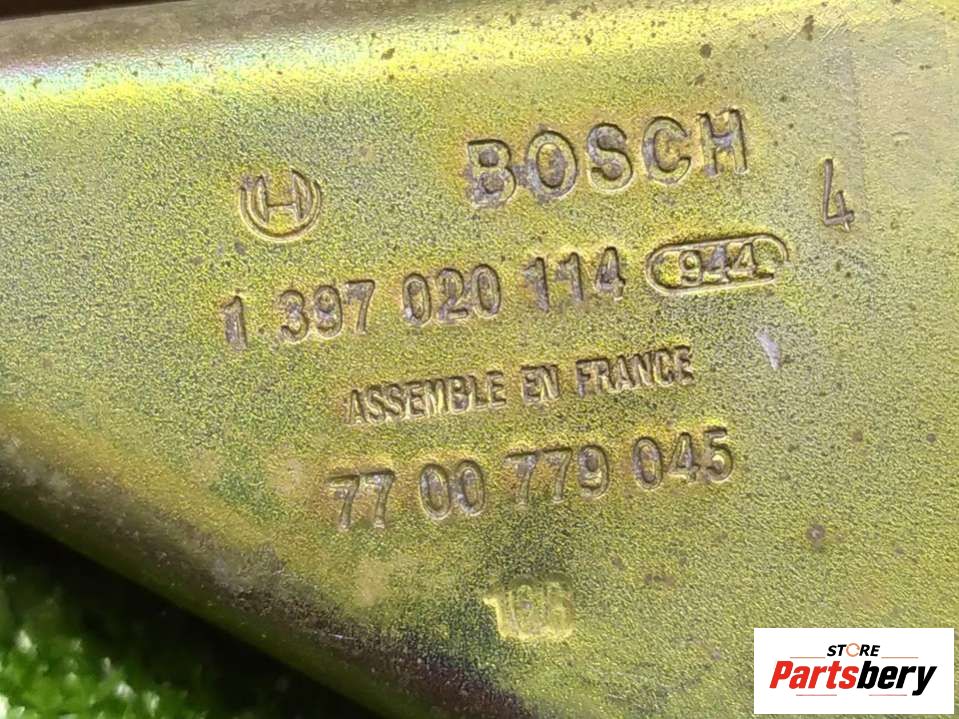 BOSCH
4
1 397 020 114 944
ASSEMBLE EN FRANCE
77 00 779 045
STORE
Partsbery